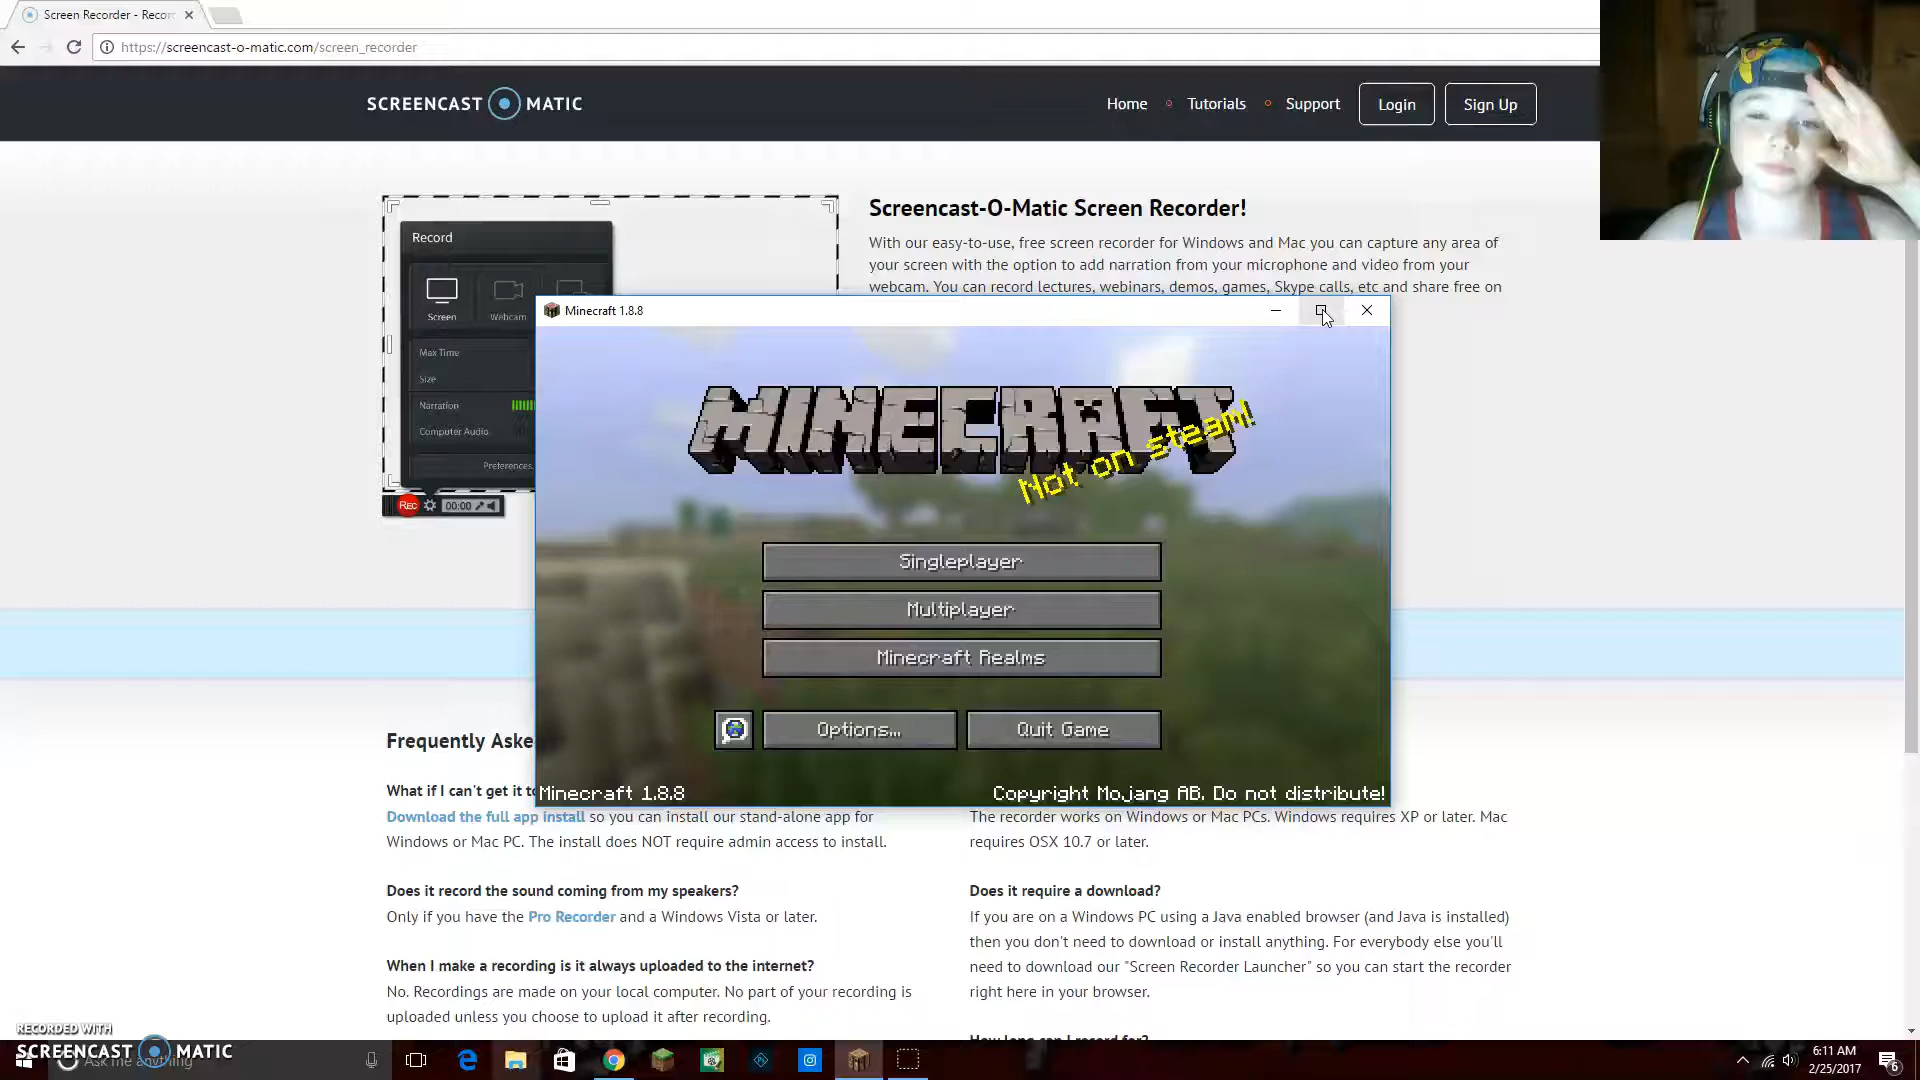 Screen Recorder - Recor
https://screencast-o-matic.com/screen_recorder
SCREENCAST MATIC
Home
Tutorials
Support
Login
Sign Up
Record
Screen
Webcam
Max Time
Size
Narration
Computer Audio
Preferences.
REC
00:00
Screencast-O-Matic Screen Recorder!
With our easy-to-use, free screen recorder for Windows and Mac you can capture any area of
your screen with the option to add narration from your microphone and video from your
webcam. You can record lectures, webinars, demos, games, Skype calls, etc and share free on
Minecraft 1.8.8
MINECRAFT
Not on steam!
Singleplayer
Multiplayer
Minecraft Realms
Options...
Quit Game
Minecraft 1.8.8
Copyright Mojang AB. Do not distribute!
Frequently Aske
What if I can't get it to
Download the full app install so you can install our stand-alone app for
Windows or Mac PC. The install does NOT require admin access to install.
Does it record the sound coming from my speakers?
Only if you have the Pro Recorder and a Windows Vista or later.
When I make a recording is it always uploaded to the internet?
No. Recordings are made on your local computer. No part of your recording is
uploaded unless you choose to upload it after recording.
The recorder works on Windows or Mac PCs. Windows requires XP or later. Mac
requires OSX 10.7 or later.
Does it require a download?
If you are on a Windows PC using a Java enabled browser (and Java is installed)
then you don't need to download or install anything. For everybody else you'll
need to download our "Screen Recorder Launcher" so you can start the recorder
right here in your browser.
How long can I record for?
RECORDED WITH
SCREENCAST MATIC
Ask me anything
6:11 AM
2/25/2017
6